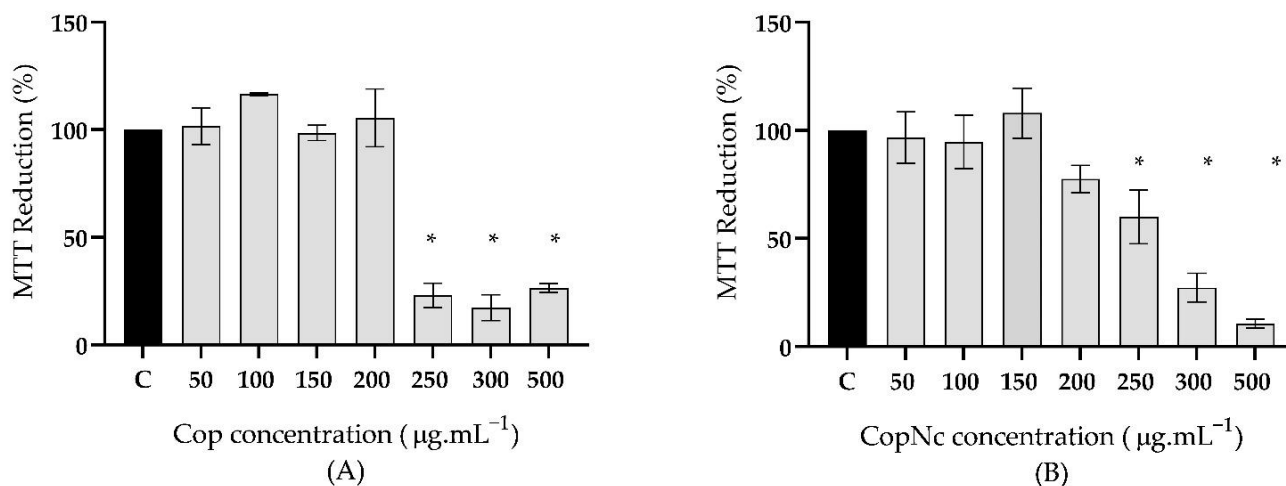 150
100
50
0
MTT Reduction (%)
* * *
C 50 100 150 200 250 300 500
Cop concentration ( μg.mL⁻¹)
(A)
150
100
50
0
MTT Reduction (%)
* * *
C 50 100 150 200 250 300 500
CopNc concentration ( μg.mL⁻¹)
(B)